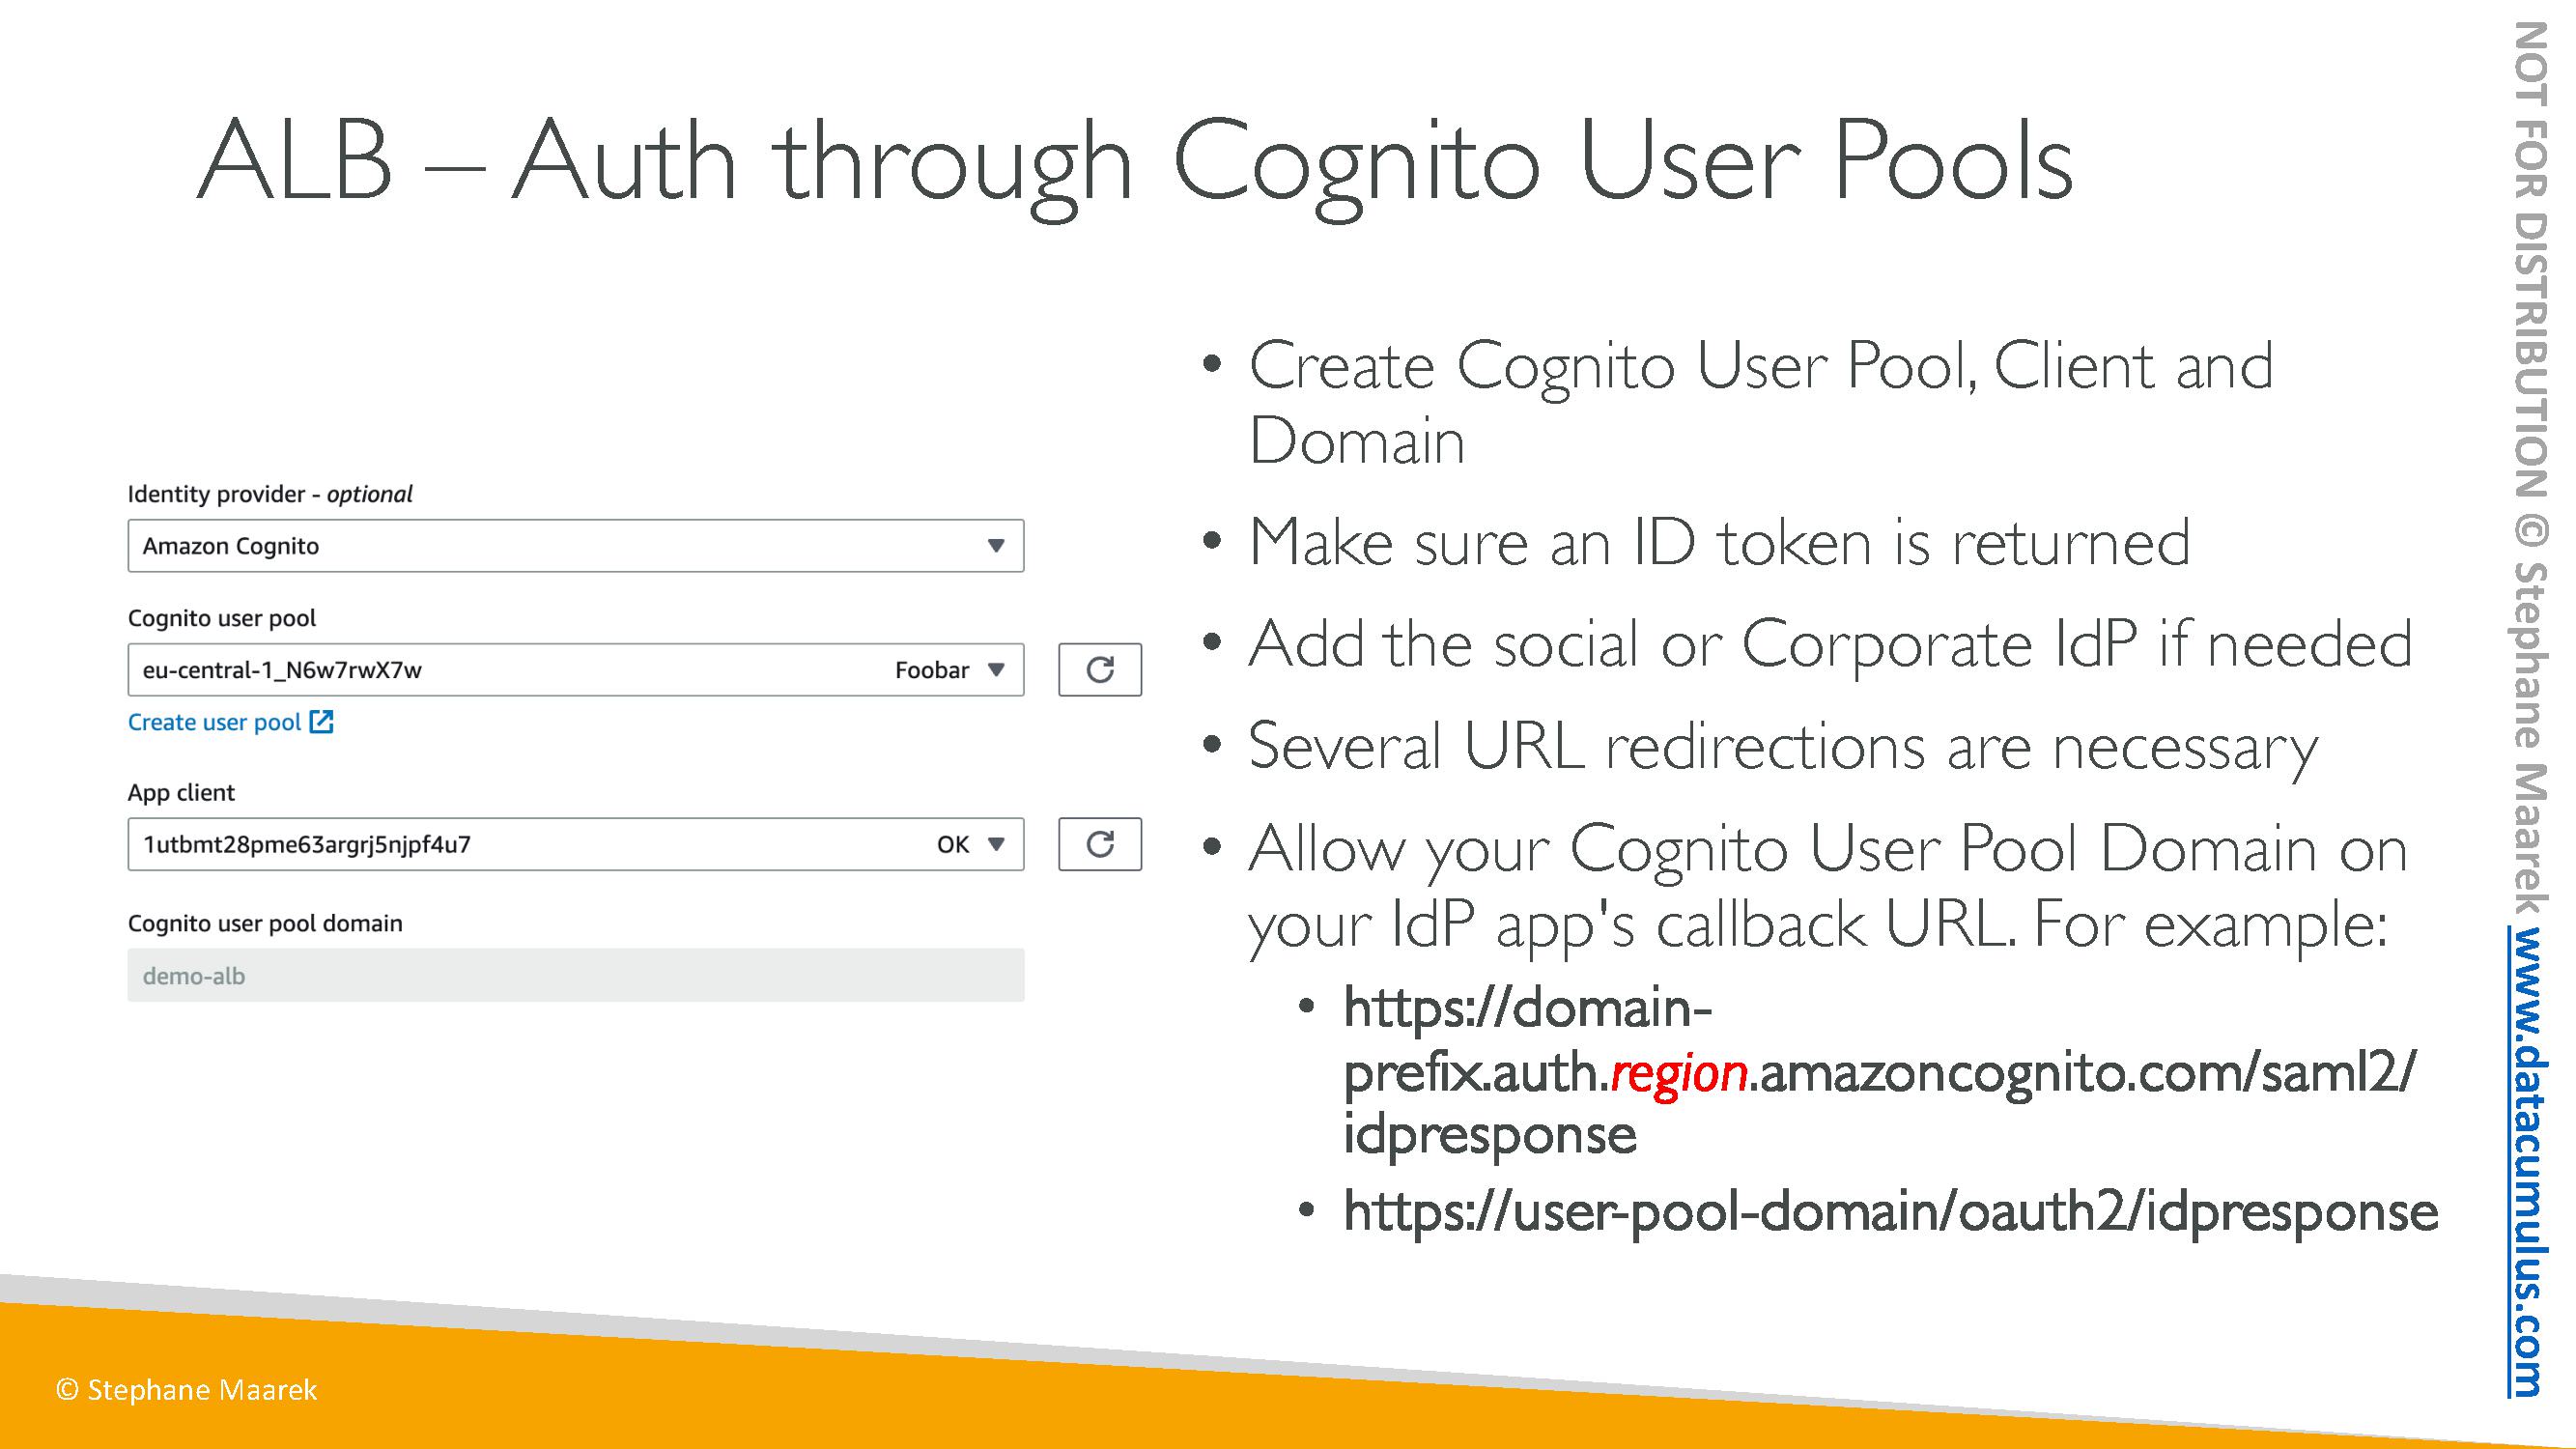 ALB – Auth through Cognito User Pools
Identity provider - optional
Amazon Cognito
Cognito user pool
eu-central-1_N6w7rwX7w Foobar
Create user pool
App client
1utbmt28pme63argrj5njpf4u7 OK
Cognito user pool domain
demo-alb
• Create Cognito User Pool, Client and
Domain
• Make sure an ID token is returned
• Add the social or Corporate IdP if needed
• Several URL redirections are necessary
• Allow your Cognito User Pool Domain on
your IdP app's callback URL. For example:
• https://domain-
prefix.auth.region.amazoncognito.com/saml2/
idpresponse
• https://user-pool-domain/oauth2/idpresponse
© Stephane Maarek
NOT FOR DISTRIBUTION © Stephane Maarek www.datacumulus.com